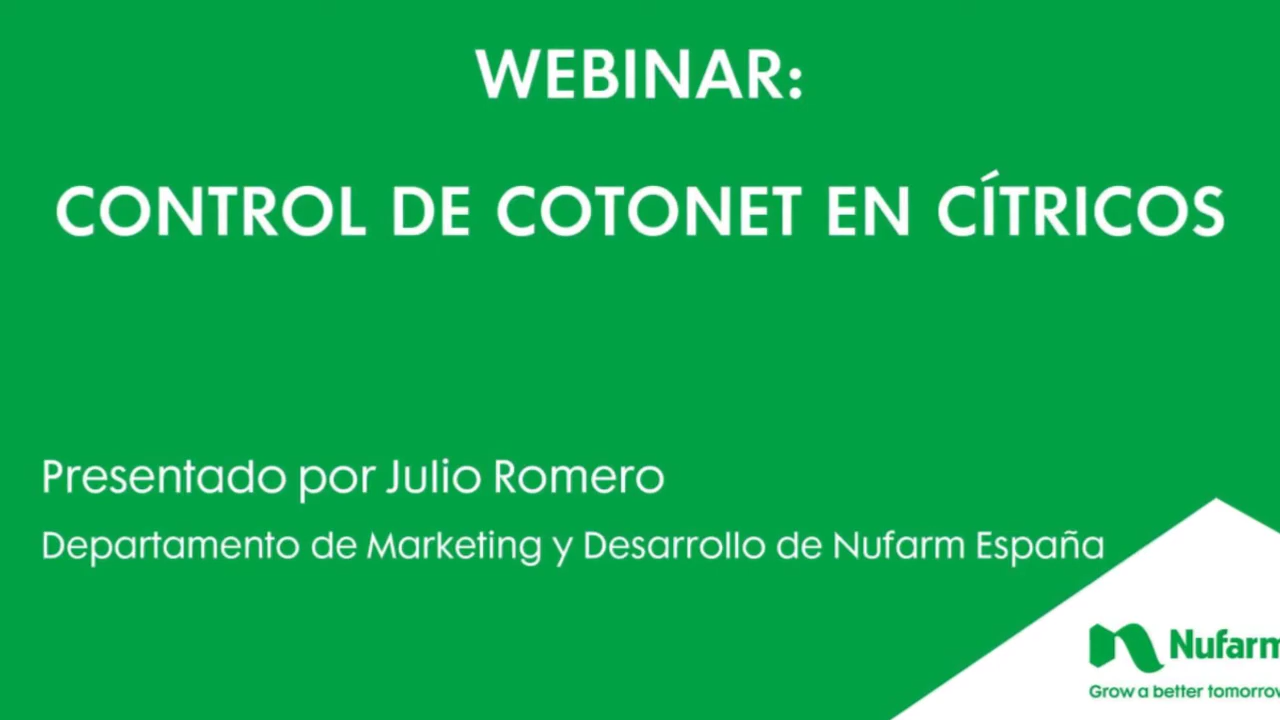 WEBINAR:
CONTROL DE COTONET EN CÍTRICOS
Presentado por Julio Romero
Departamento de Marketing y Desarrollo de Nufarm España
Nufarm
Grow a better tomorrow